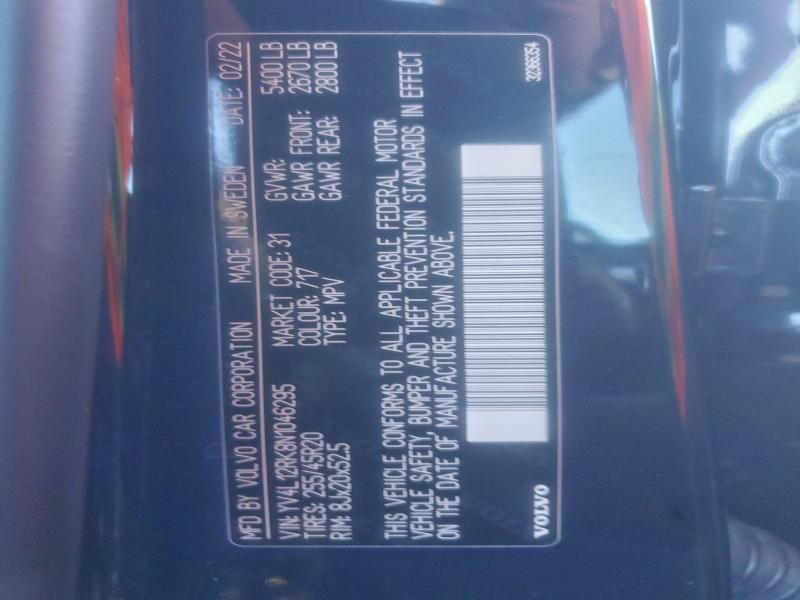 MFD BY VOLVO CAR CORPORATION MADE IN SWEDEN DATE: 02/22
VIN: YV4L12RK8N1046295 MARKET CODE: 31 GVWR: 5400 LB
TIRES: 255/45R20 COLOUR: 717 GAWR FRONT: 2670 LB
RIM: 8Jx20x52.5 TYPE: MPV GAWR REAR: 2800 LB
THIS VEHICLE CONFORMS TO ALL APPLICABLE FEDERAL MOTOR
VEHICLE SAFETY, BUMPER AND THEFT PREVENTION STANDARDS IN EFFECT
ON THE DATE OF MANUFACTURE SHOWN ABOVE.
VOLVO 32366354